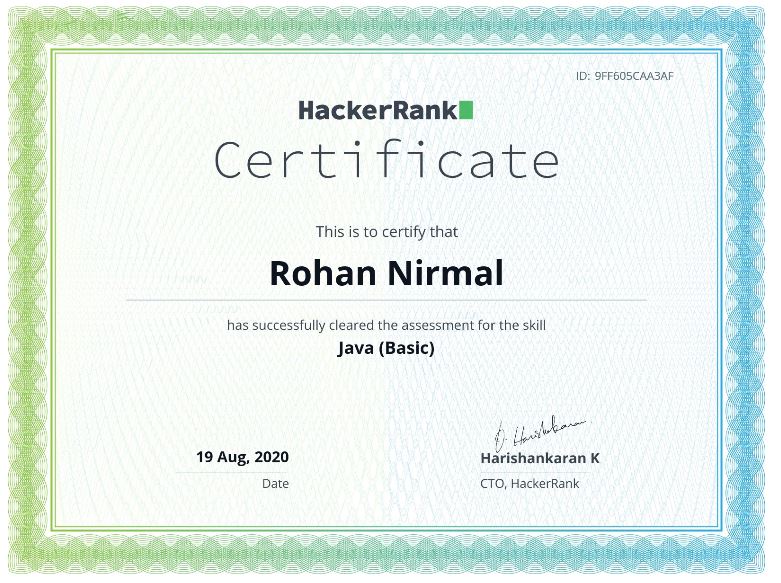 ID: 9FF605CAA3AF
HackerRank
Certificate
This is to certify that
Rohan Nirmal
has successfully cleared the assessment for the skill
Java (Basic)
19 Aug, 2020
Date
Harishankaran K
CTO, HackerRank